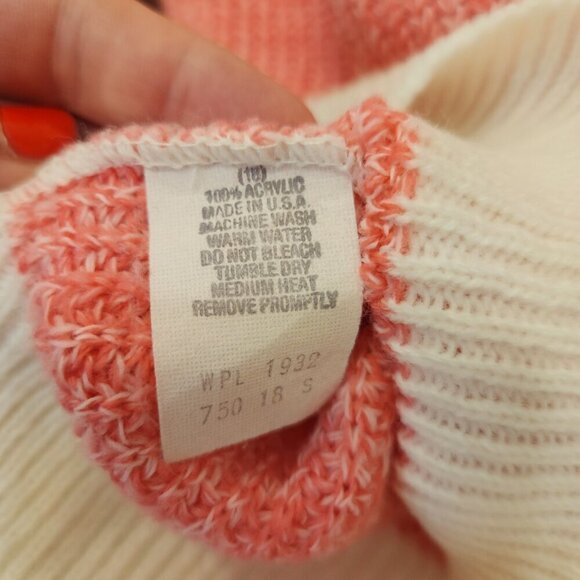 (18)
100% ACRYLIC
MADE IN U.S.A.
MACHINE WASH
WARM WATER
DO NOT BLEACH
TUMBLE DRY
MEDIUM HEAT
REMOVE PROMPTLY
WPL 1932
750 18 S